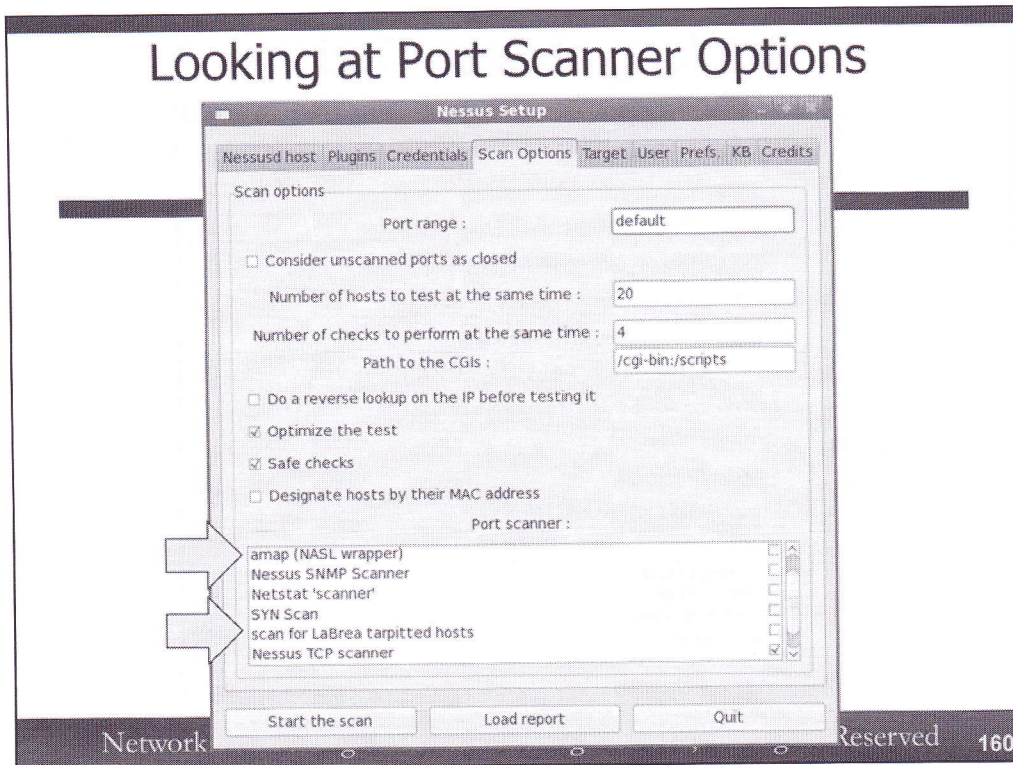 Looking at Port Scanner Options
Nessus Setup
Nessusd host Plugins Credentials Scan Options Target User Prefs. KB Credits
Scan options
Port range : default
Consider unscanned ports as closed
Number of hosts to test at the same time : 20
Number of checks to perform at the same time : 4
Path to the CGIs : /cgi-bin:/scripts
Do a reverse lookup on the IP before testing it
Optimize the test
Safe checks
Designate hosts by their MAC address
Port scanner :
amap (NASL wrapper)
Nessus SNMP Scanner
Netstat 'scanner'
SYN Scan
scan for LaBrea tarpitted hosts
Nessus TCP scanner
Start the scan Load report Quit
Network Reserved 160